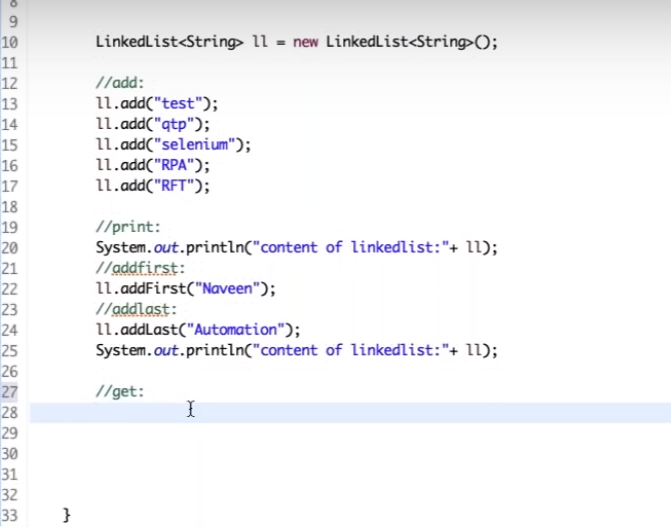 8
9
10 LinkedList<String> ll = new LinkedList<String>();
11
12 //add:
13 ll.add("test");
14 ll.add("qtp");
15 ll.add("selenium");
16 ll.add("RPA");
17 ll.add("RFT");
18
19 //print:
20 System.out.println("content of linkedlist:"+ ll);
21 //addfirst:
22 ll.addFirst("Naveen");
23 //addlast:
24 ll.addLast("Automation");
25 System.out.println("content of linkedlist:"+ ll);
26
27 //get:
28
29
30
31
32
33 }